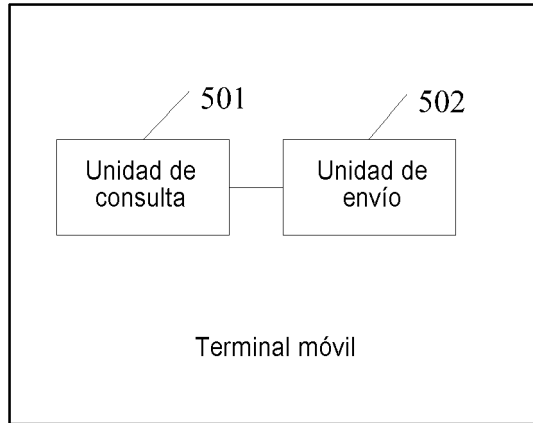 501
502
Unidad de
consulta
Unidad de
envío
Terminal móvil